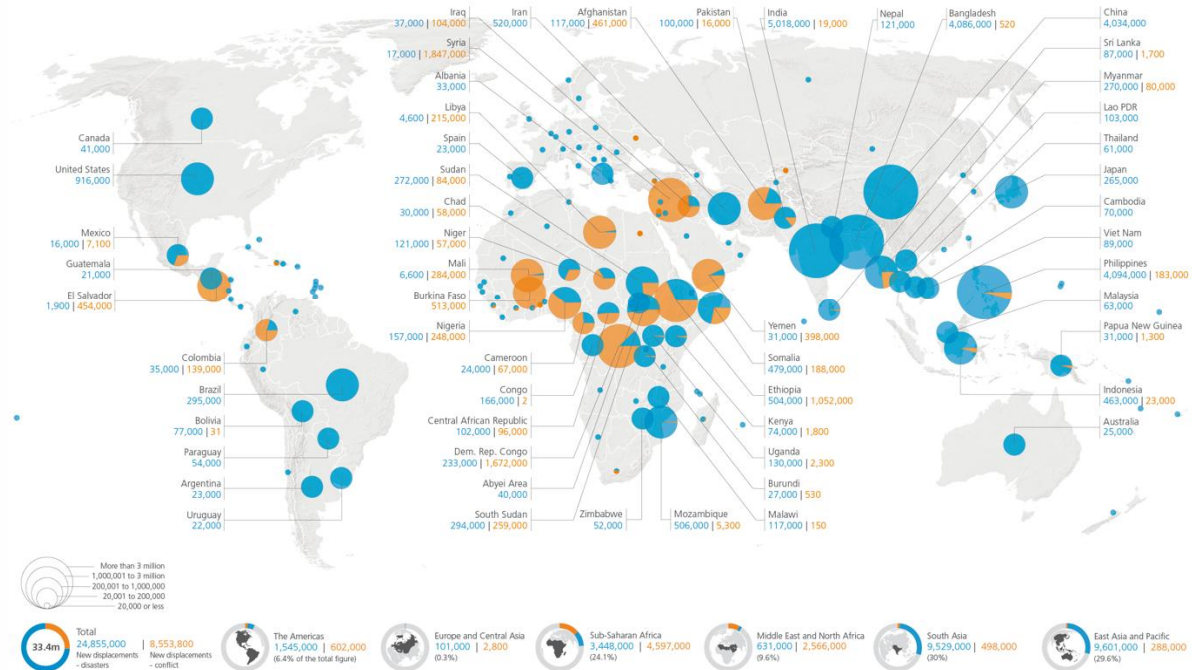 Iraq
37,000 | 104,000
Syria
17,000 | 1,847,000
Albania
33,000
Libya
4,600 | 215,000
Spain
23,000
Sudan
272,000 | 84,000
Chad
30,000 | 58,000
Niger
121,000 | 57,000
Mali
6,600 | 284,000
Burkina Faso
513,000
Nigeria
157,000 | 248,000
Iran
520,000
Afghanistan
117,000 | 461,000
Pakistan
100,000 | 16,000
India
5,018,000 | 19,000
Nepal
121,000
Bangladesh
4,086,000 | 520
China
4,034,000
Sri Lanka
87,000 | 1,700
Myanmar
270,000 | 80,000
Lao PDR
103,000
Thailand
61,000
Japan
265,000
Cambodia
70,000
Viet Nam
89,000
Philippines
4,094,000 | 183,000
Malaysia
63,000
Papua New Guinea
31,000 | 1,300
Indonesia
463,000 | 23,000
Australia
25,000
Canada
41,000
United States
916,000
Mexico
16,000 | 7,100
Guatemala
21,000
El Salvador
1,900 | 454,000
Colombia
35,000 | 139,000
Brazil
295,000
Bolivia
77,000 | 31
Paraguay
54,000
Argentina
23,000
Uruguay
22,000
Cameroon
24,000 | 67,000
Congo
166,000 | 2
Central African Republic
102,000 | 96,000
Dem. Rep. Congo
233,000 | 1,672,000
Abyei Area
40,000
South Sudan
294,000 | 259,000
Zimbabwe
52,000
Mozambique
506,000 | 5,300
Yemen
31,000 | 398,000
Somalia
479,000 | 188,000
Ethiopia
504,000 | 1,052,000
Kenya
74,000 | 1,800
Uganda
130,000 | 2,300
Burundi
27,000 | 530
Malawi
117,000 | 150
More than 3 million
1,000,001 to 3 million
200,001 to 1,000,000
20,001 to 200,000
20,000 or less
33.4m
Total
24,855,000 | 8,553,800
New displacements - disasters
New displacements - conflict
The Americas
1,545,000 | 602,000
(6.4% of the total figure)
Europe and Central Asia
101,000 | 2,800
(0.3%)
Sub-Saharan Africa
3,448,000 | 4,597,000
(24.1%)
Middle East and North Africa
631,000 | 2,566,000
(9.6%)
South Asia
9,529,000 | 498,000
(30%)
East Asia and Pacific
9,601,000 | 288,000
(29.6%)